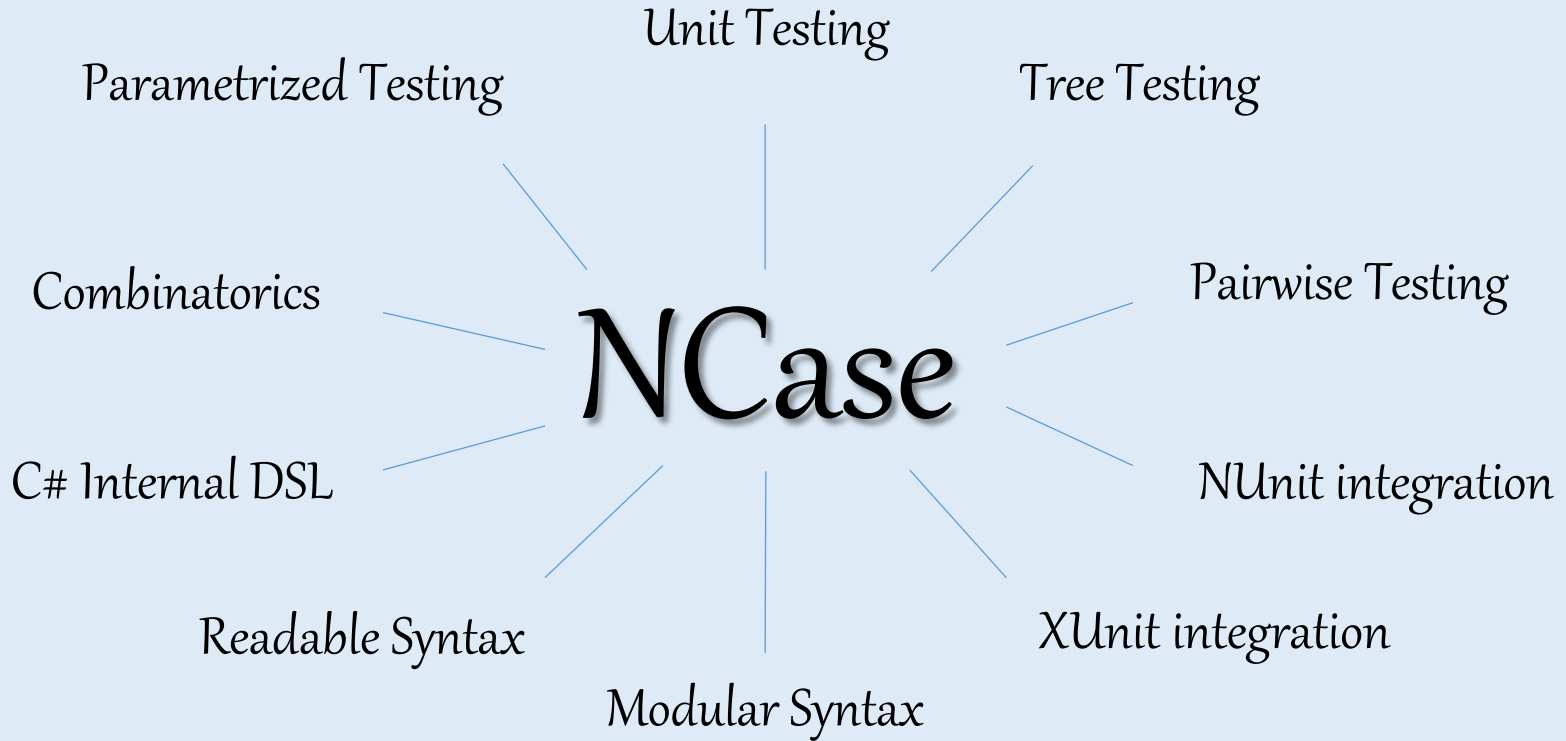 Unit Testing
Parametrized Testing
Tree Testing
Combinatorics
Pairwise Testing
NCase
C# Internal DSL
NUnit integration
Readable Syntax
XUnit integration
Modular Syntax